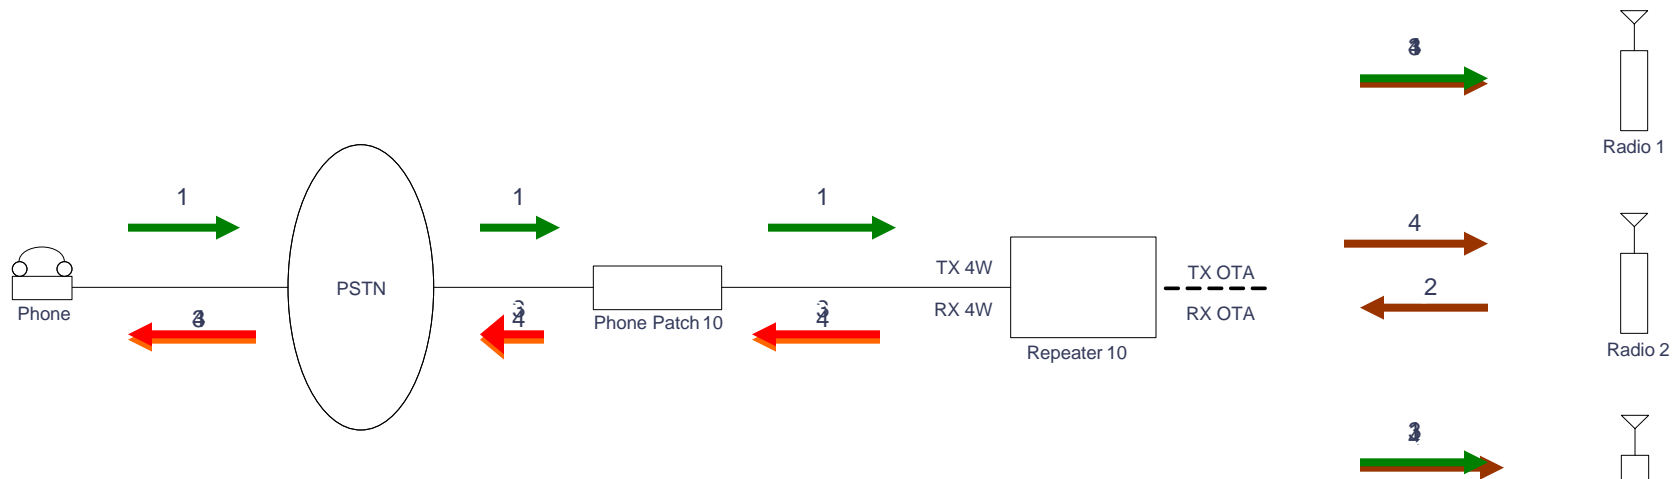 Radio 1
1
1
1
4
TX 4W
TX OTA
PSTN
2
RX 4W
RX OTA
Phone
Phone Patch 10
Repeater 10
Radio 2